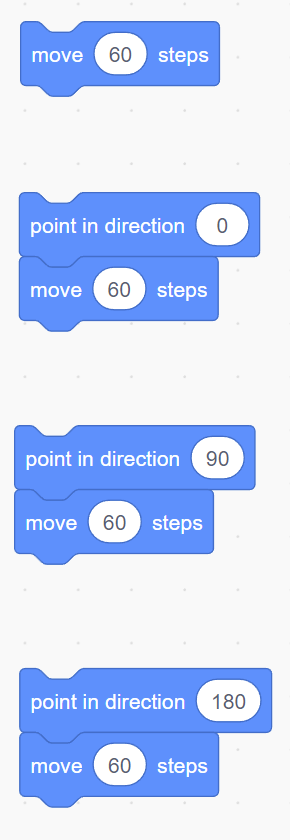 move 60 steps
point in direction 0
move 60 steps
point in direction 90
move 60 steps
point in direction 180
move 60 steps